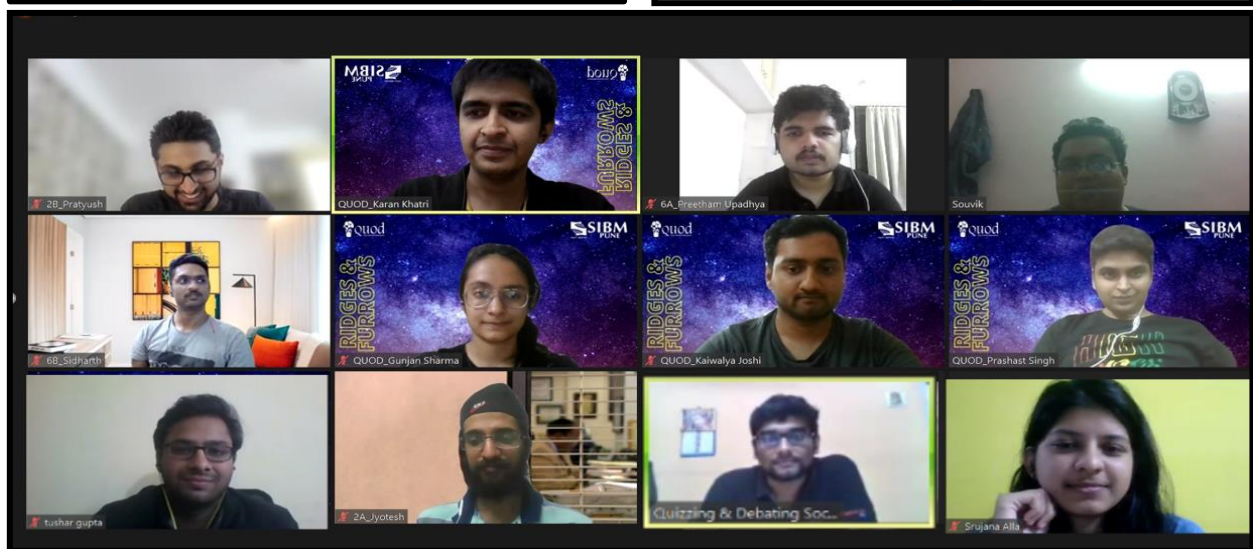 SIBM
PUNE
quod
RIDGES &
FURROWS
2B_Pratyush
QUOD_Karan Khatri
6A_Preetham Upadhya
Souvik
quod
SIBM
PUNE
RIDGES &
FURROWS
quod
SIBM
PUNE
RIDGES &
FURROWS
quod
SIBM
PUNE
RIDGES &
FURROWS
6B_Sidharth
QUOD_Gunjan Sharma
QUOD_Kaiwalya Joshi
QUOD_Prashast Singh
tushar gupta
2A_Jyotesh
Quizzing & Debating Soc...
Srujana Alla